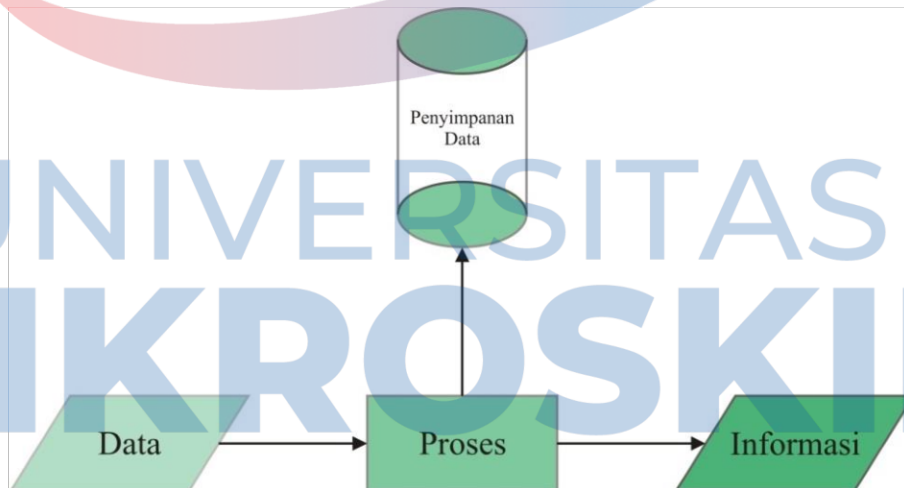 Penyimpanan
Data
UNIVERSITAS
IKROSKI
Data
Proses
Informasi